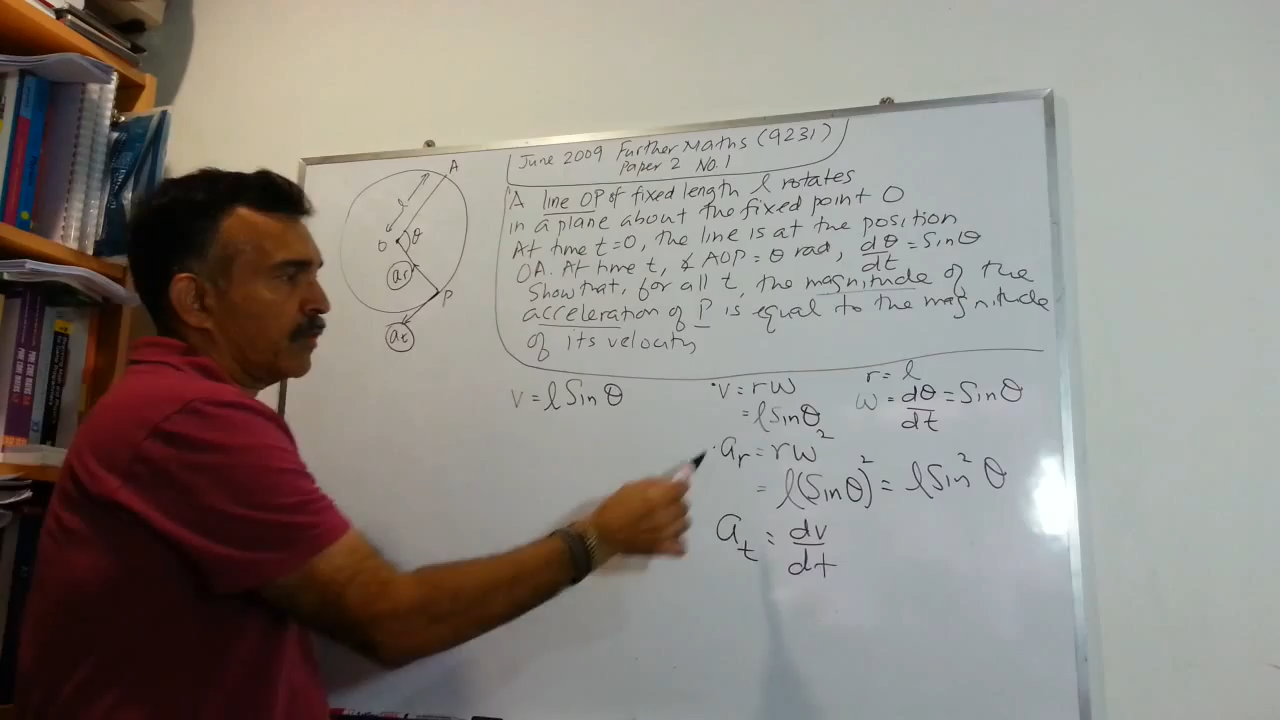 June 2009 Further Maths (9231)
Paper 2 No.1
A line OP of fixed length l rotates
in a plane about the fixed point O
At time t=0, the line is at the position
OA. At time t, ∡ AOP = θ rad, dθ/dt = Sinθ
Show that, for all t, the magnitude of the
acceleration of P is equal to the magnitude
of its velocity
A
l
O
θ
ar
P
at
V = l Sin θ
v = rω
= l sinθ
r = l
ω = dθ/dt = Sin θ
ar = rω²
= l(Sinθ)² = l Sin² θ
at = dv/dt